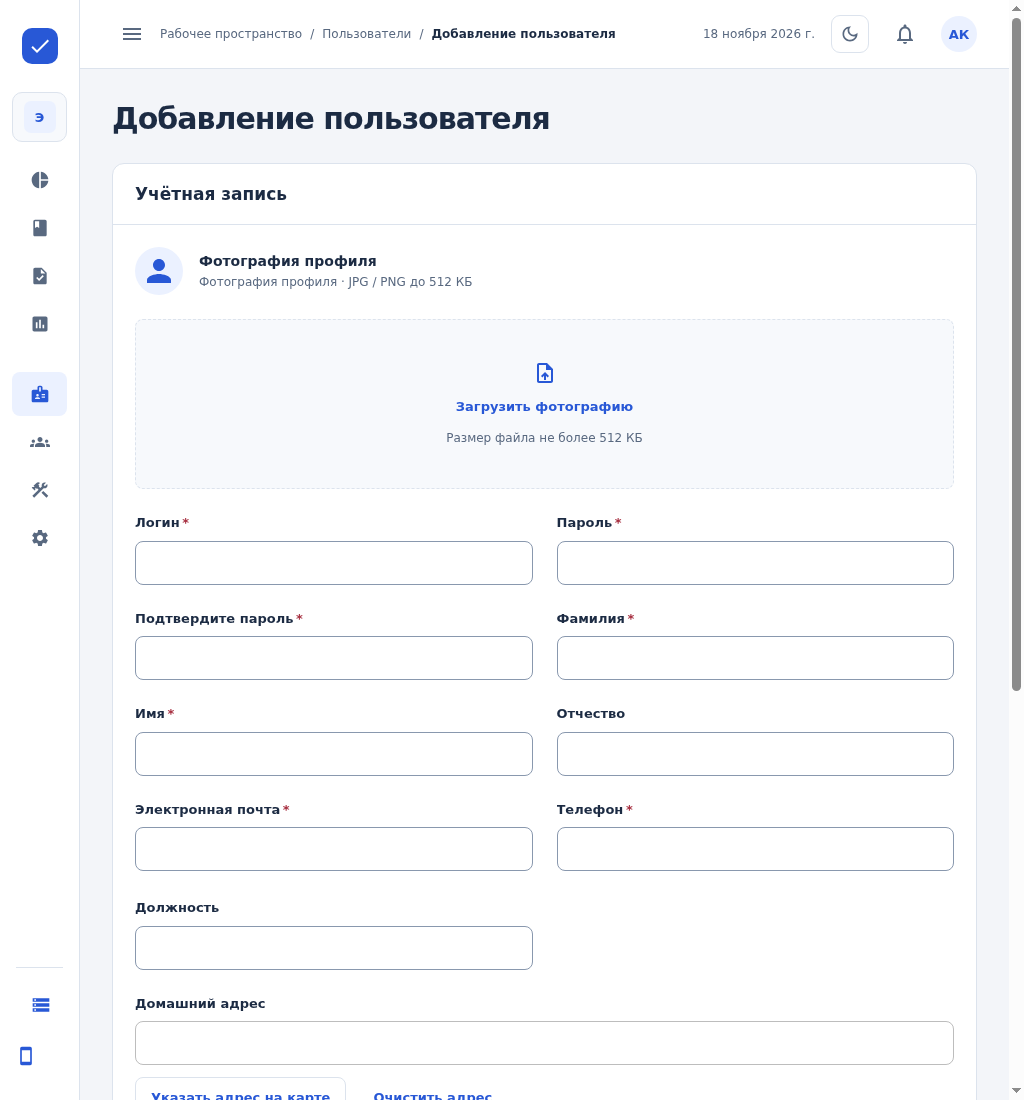 Рабочее пространство / Пользователи / Добавление пользователя
18 ноября 2026 г.
АК
Э
Добавление пользователя
Учётная запись
Фотография профиля
Фотография профиля · JPG / PNG до 512 КБ
Загрузить фотографию
Размер файла не более 512 КБ
Логин *
Пароль *
Подтвердите пароль *
Фамилия *
Имя *
Отчество
Электронная почта *
Телефон *
Должность
Домашний адрес
Указать адрес на карте
Очистить адрес